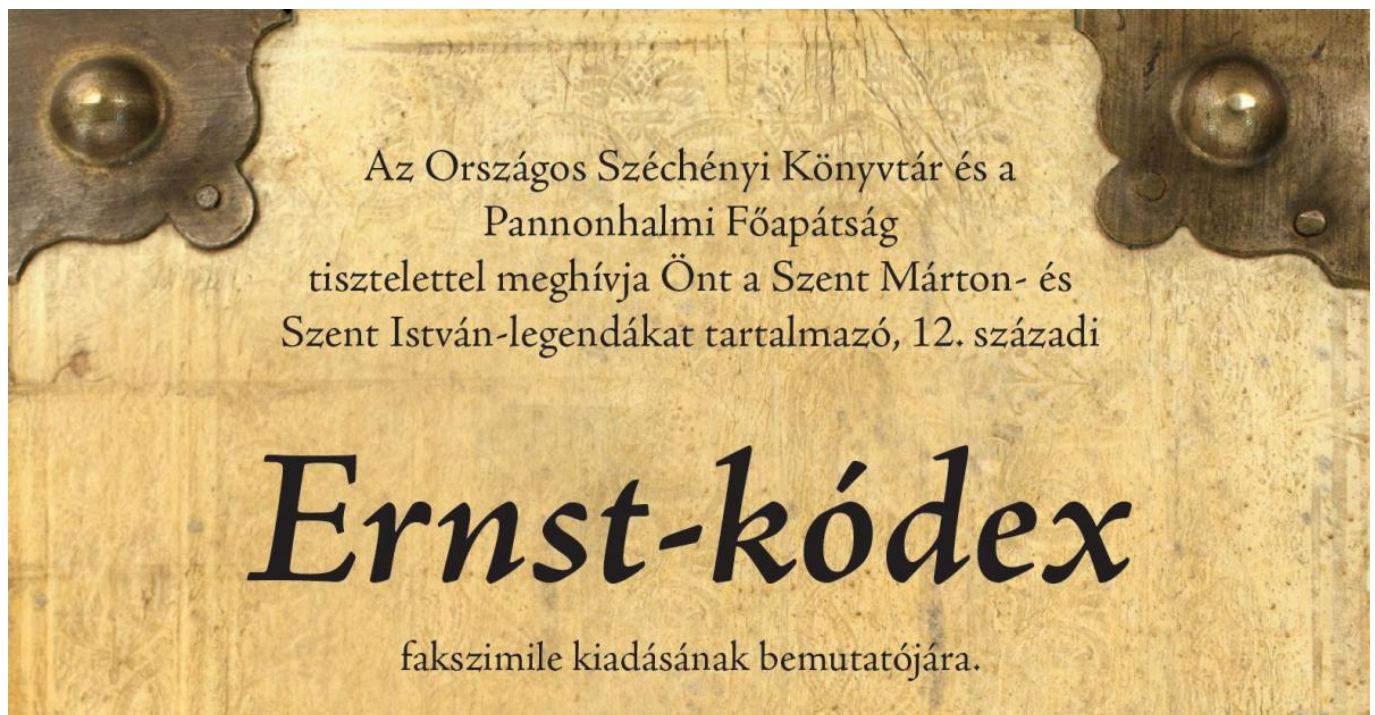 Az Országos Széchényi Könyvtár és a
Pannonhalmi Főapátság
tisztelettel meghívja Önt a Szent Márton- és
Szent István-legendákat tartalmazó, 12. századi
Ernst-kódex
fakszimile kiadásának bemutatójára.